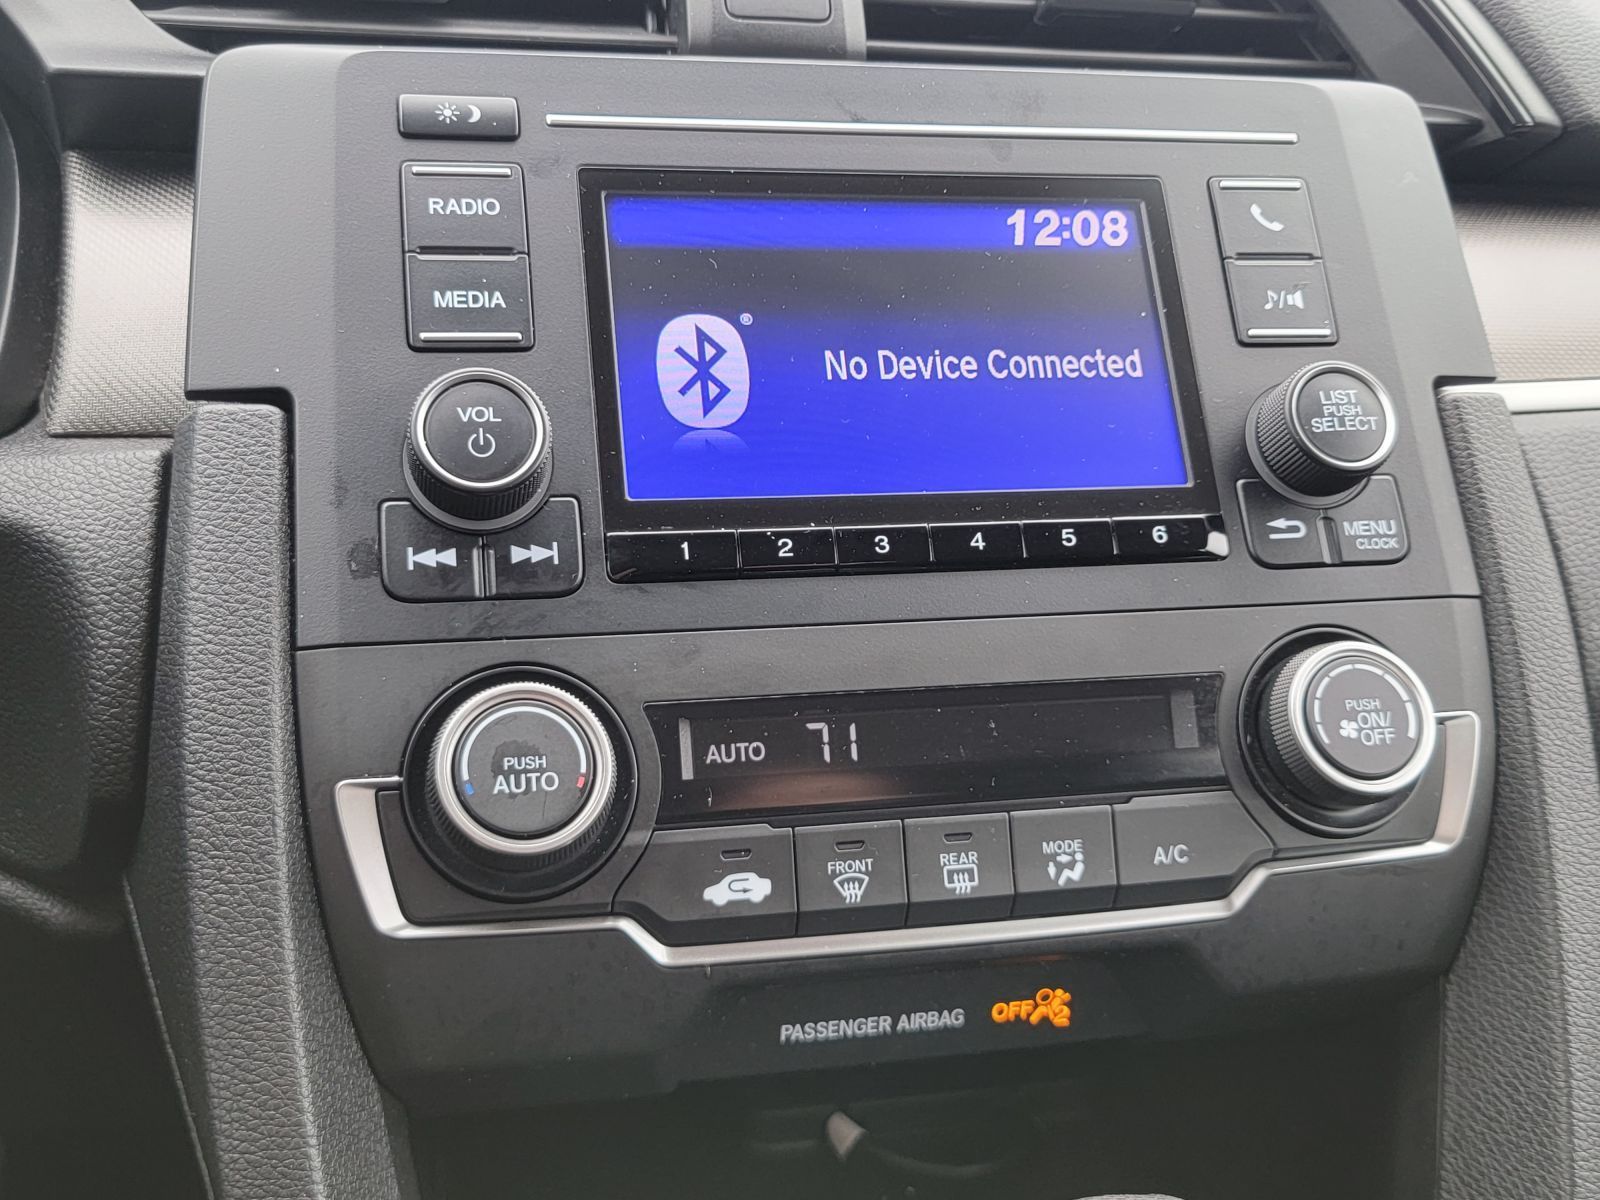 RADIO
MEDIA
VOL
12:08
®
No Device Connected
LIST
PUSH
SELECT
MENU
CLOCK
1 2 3 4 5 6
PUSH
AUTO
AUTO 71
PUSH
ON/
OFF
FRONT
REAR
MODE
A/C
PASSENGER AIRBAG OFF 2